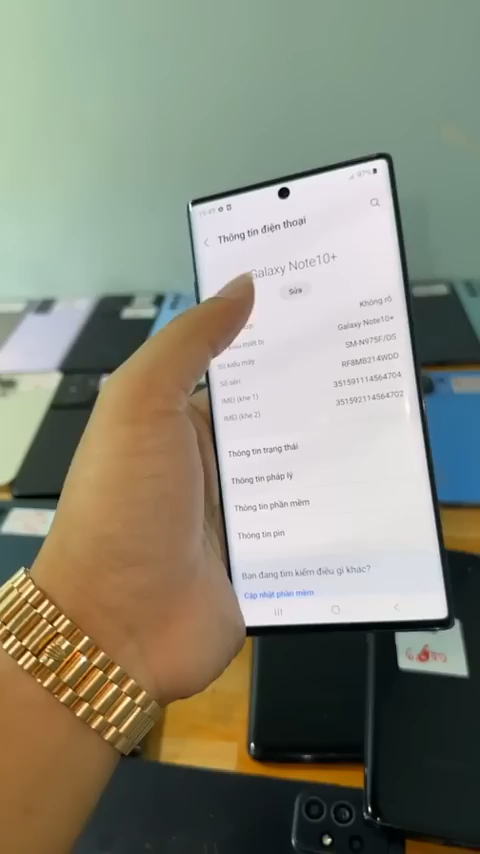 97%
Thông tin điện thoại
Galaxy Note10+
Sửa
Không rõ
Galaxy Note10+
Số kiểu máy
SM-N975F/DS
Số sêri
RF8MB214WDD
IMEI (khe 1)
351591114564704
IMEI (khe 2)
351592114564702
Thông tin trạng thái
Thông tin pháp lý
Thông tin phần mềm
Thông tin pin
Bạn đang tìm kiếm điều gì khác?
Cập nhật phần mềm